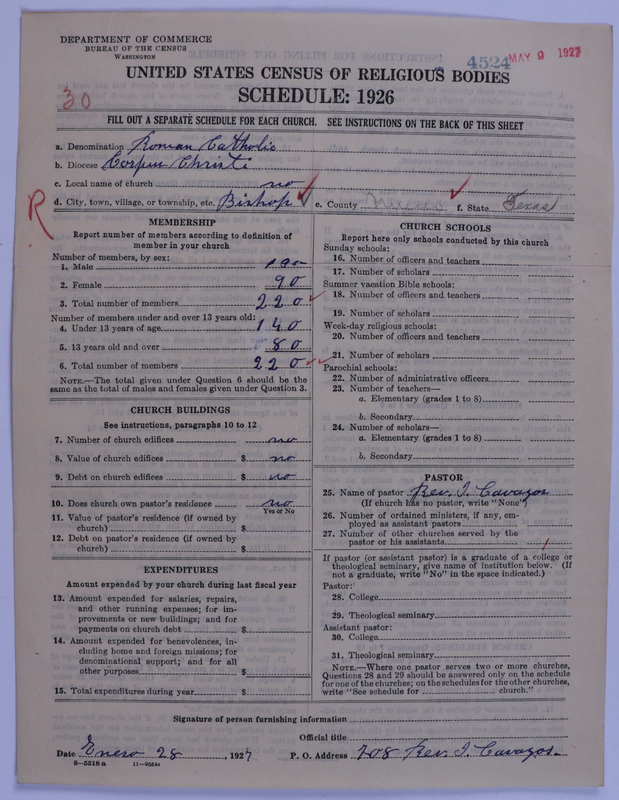 DEPARTMENT OF COMMERCE
BUREAU OF THE CENSUS
WASHINGTON
4524 MAY 9 1927
UNITED STATES CENSUS OF RELIGIOUS BODIES
SCHEDULE: 1926
30
FILL OUT A SEPARATE SCHEDULE FOR EACH CHURCH. SEE INSTRUCTIONS ON THE BACK OF THIS SHEET
a. Denomination Roman Catholic
b. Diocese Corpus Christi
c. Local name of church no
d. City, town, village, or township, etc. Bishop e. County Nueces f. State Texas
R
MEMBERSHIP
Report number of members according to definition of
member in your church
Number of members, by sex:
1. Male
2. Female 90
3. Total number of members 220
Number of members under and over 13 years old:
4. Under 13 years of age 140
5. 13 years old and over 80
6. Total number of members 220
NOTE.—The total given under Question 6 should be the
same as the total of males and females given under Question 3.
CHURCH BUILDINGS
See instructions, paragraphs 10 to 12
7. Number of church edifices no
8. Value of church edifices $ no
9. Debt on church edifices $ no
10. Does church own pastor's residence no
Yes or No
11. Value of pastor's residence (if owned by
church) $
12. Debt on pastor's residence (if owned by
church) $
EXPENDITURES
Amount expended by your church during last fiscal year
13. Amount expended for salaries, repairs,
and other running expenses; for im-
provements or new buildings; and for
payments on church debt $
14. Amount expended for benevolences, in-
cluding home and foreign missions; for
denominational support; and for all
other purposes $
15. Total expenditures during year $
CHURCH SCHOOLS
Report here only schools conducted by this church
Sunday schools:
16. Number of officers and teachers
17. Number of scholars
Summer vacation Bible schools:
18. Number of officers and teachers
19. Number of scholars
Week-day religious schools:
20. Number of officers and teachers
21. Number of scholars
Parochial schools:
22. Number of administrative officers
23. Number of teachers—
a. Elementary (grades 1 to 8)
b. Secondary
24. Number of scholars—
a. Elementary (grades 1 to 8)
b. Secondary
PASTOR
25. Name of pastor Rev. I. Cavazos
(If church has no pastor, write "None")
26. Number of ordained ministers, if any, em-
ployed as assistant pastors
27. Number of other churches served by the
pastor or his assistants
If pastor (or assistant pastor) is a graduate of a college or
theological seminary, give name of institution below. (If
not a graduate, write "No" in the space indicated.)
Pastor:
28. College
29. Theological seminary
Assistant pastor:
30. College
31. Theological seminary
NOTE.—Where one pastor serves two or more churches,
Questions 28 and 29 should be answered only on the schedule
for one of the churches; on the schedules for the other churches,
write "See schedule for church."
Signature of person furnishing information
Official title
Date Enero 28, 1927 P. O. Address 208 Rev. I. Cavazos
8—5518 a 11—9054